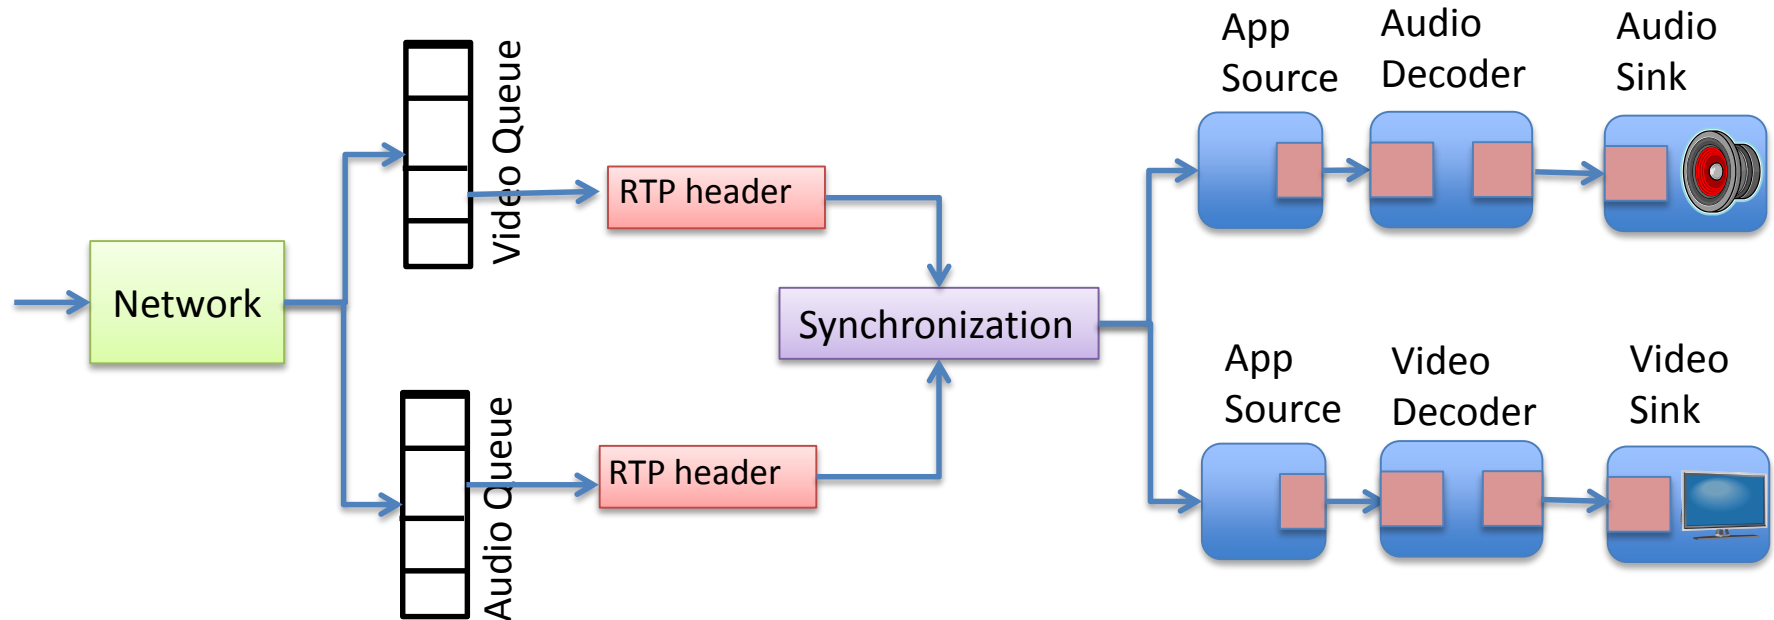 Network
Video Queue
Audio Queue
RTP header
RTP header
Synchronization
App
Source
Audio
Decoder
Audio
Sink
App
Source
Video
Decoder
Video
Sink